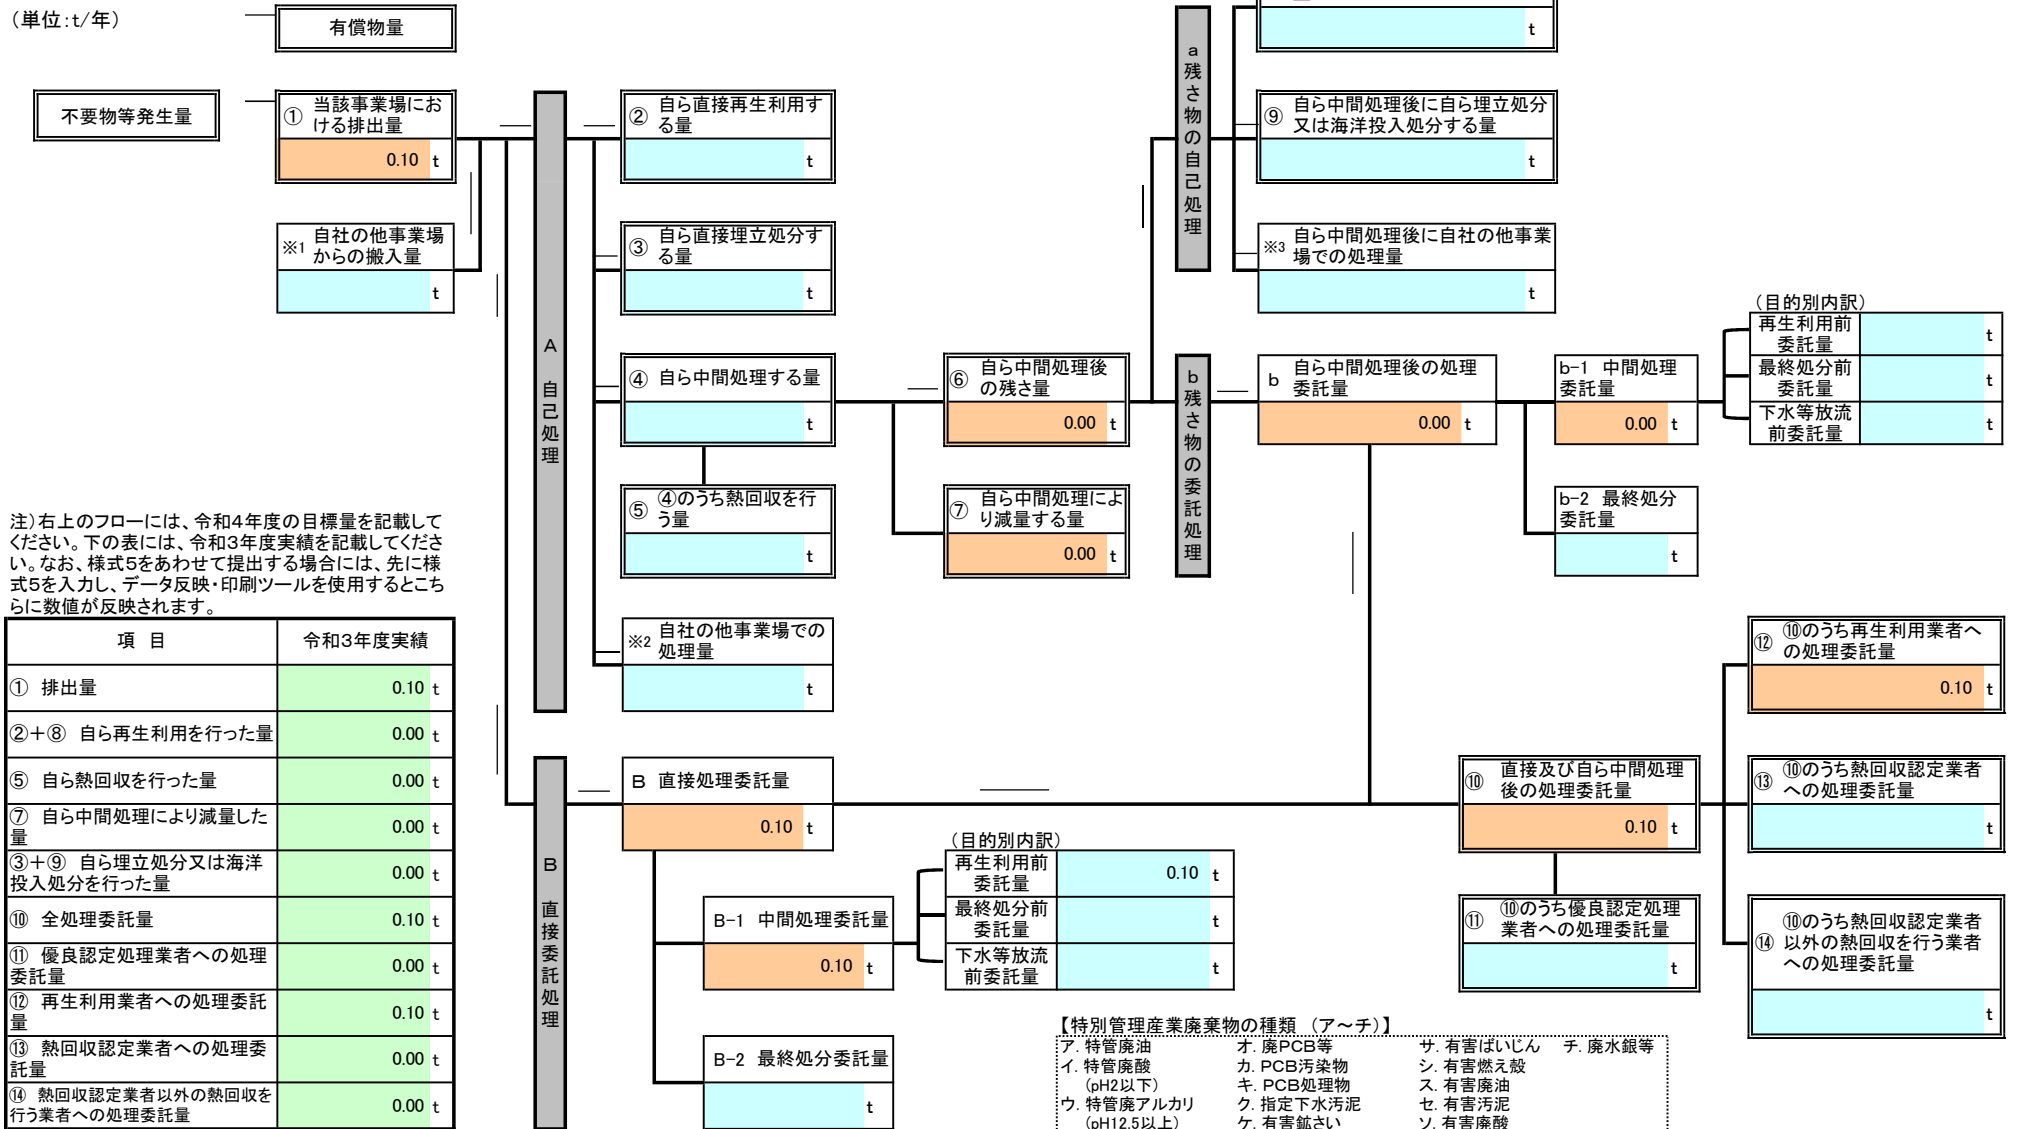 （単位：t/年）
有償物量
不要物等発生量
① 当該事業場にお
ける排出量
0.10 t
※1 自社の他事業場
からの搬入量
t
A 自己処理
② 自ら直接再生利用す
る量
t
③ 自ら直接埋立処分す
る量
t
④ 自ら中間処理する量
t
⑤ ④のうち熱回収を行
う量
t
※2 自社の他事業場での
処理量
t
⑥ 自ら中間処理後
の残さ量
0.00 t
⑦ 自ら中間処理によ
り減量する量
0.00 t
a 残さ物の自己処理
t
⑨ 自ら中間処理後に自ら埋立処分
又は海洋投入処分する量
t
※3 自ら中間処理後に自社の他事業
場での処理量
t
b 残さ物の委託処理
b 自ら中間処理後の処理
委託量
0.00 t
b-1 中間処理
委託量
0.00 t
b-2 最終処分
委託量
t
（目的別内訳）
再生利用前
委託量
t
最終処分前
委託量
t
下水等放流
前委託量
t
注）右上のフローには、令和４年度の目標量を記載して
ください。下の表には、令和３年度実績を記載してくださ
い。なお、様式５をあわせて提出する場合には、先に様
式５を入力し、データ反映・印刷ツールを使用するとこち
らに数値が反映されます。
項 目 令和３年度実績
① 排出量 0.10 t
②＋⑧ 自ら再生利用を行った量 0.00 t
⑤ 自ら熱回収を行った量 0.00 t
⑦ 自ら中間処理により減量した
量 0.00 t
③＋⑨ 自ら埋立処分又は海洋
投入処分を行った量 0.00 t
⑩ 全処理委託量 0.10 t
⑪ 優良認定処理業者への処理
委託量 0.00 t
⑫ 再生利用業者への処理委託
量 0.10 t
⑬ 熱回収認定業者への処理委
託量 0.00 t
⑭ 熱回収認定業者以外の熱回収を
行う業者への処理委託量 0.00 t
B 直接委託処理
B 直接処理委託量
0.10 t
B-1 中間処理委託量
0.10 t
B-2 最終処分委託量
t
（目的別内訳）
再生利用前
委託量
0.10 t
最終処分前
委託量
t
下水等放流
前委託量
t
⑩ 直接及び自ら中間処理
後の処理委託量
0.10 t
⑪ ⑩のうち優良認定処理
業者への処理委託量
t
⑫ ⑩のうち再生利用業者へ
の処理委託量
0.10 t
⑬ ⑩のうち熱回収認定業者
への処理委託量
t
⑭ ⑩のうち熱回収認定業者
以外の熱回収を行う業者
への処理委託量
t
【特別管理産業廃棄物の種類 （ア～チ）】
ア. 特管廃油 オ. 廃PCB等 サ. 有害ばいじん チ. 廃水銀等
イ. 特管廃酸 カ. PCB汚染物 シ. 有害燃え殻
（pH2以下） キ. PCB処理物 ス. 有害廃油
ウ. 特管廃アルカリ ク. 指定下水汚泥 セ. 有害汚泥
（pH12.5以上） ケ. 有害鉱さい ソ. 有害廃酸